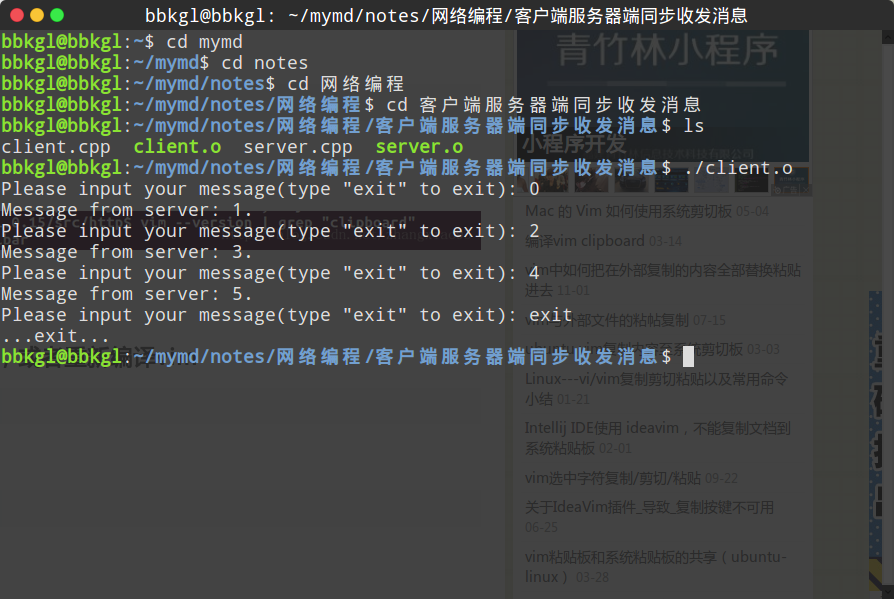 bbkgl@bbkgl: ~/mymd/notes/网络编程/客户端服务器端同步收发消息
bbkgl@bbkgl:~$ cd mymd
bbkgl@bbkgl:~/mymd$ cd notes
bbkgl@bbkgl:~/mymd/notes$ cd 网络编程
bbkgl@bbkgl:~/mymd/notes/网络编程$ cd 客户端服务器端同步收发消息
bbkgl@bbkgl:~/mymd/notes/网络编程/客户端服务器端同步收发消息$ ls
client.cpp client.o server.cpp server.o
bbkgl@bbkgl:~/mymd/notes/网络编程/客户端服务器端同步收发消息$ ./client.o
Please input your message(type "exit" to exit): 0
Message from server: 1.
Please input your message(type "exit" to exit): 2
Message from server: 3.
Please input your message(type "exit" to exit): 4
Message from server: 5.
Please input your message(type "exit" to exit): exit
...exit...
bbkgl@bbkgl:~/mymd/notes/网络编程/客户端服务器端同步收发消息$
青竹林小程序
小程序开发
Mac 的 Vim 如何使用系统剪切板 05-04
编译vim clipboard 03-14
vim中如何把在外部复制的内容全部替换粘贴
进去 11-01
vim与外部文件的粘帖复制 07-15
03-03
Linux---vi/vim复制剪切粘贴以及常用命令
小结 01-21
Intellij IDE使用 ideavim，不能复制文档到
系统粘贴板 02-01
vim选中字符复制/剪切/粘贴 09-22
关于IdeaVim插件_导致_复制按键不可用
06-25
vim粘贴板和系统粘贴板的共享（ubuntu-
linux） 03-28